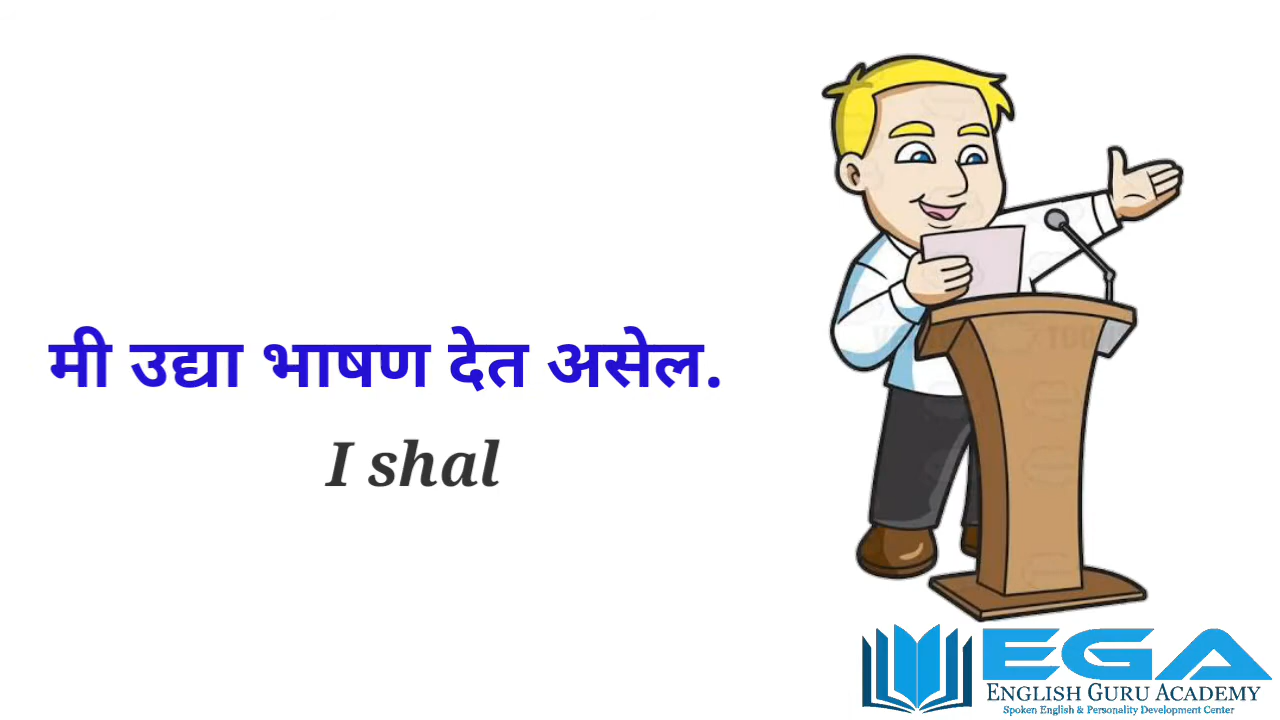 मी उद्या भाषण देत असेल.
I shal
EGA
ENGLISH GURU ACADEMY
Spoken English & Personality Development Center